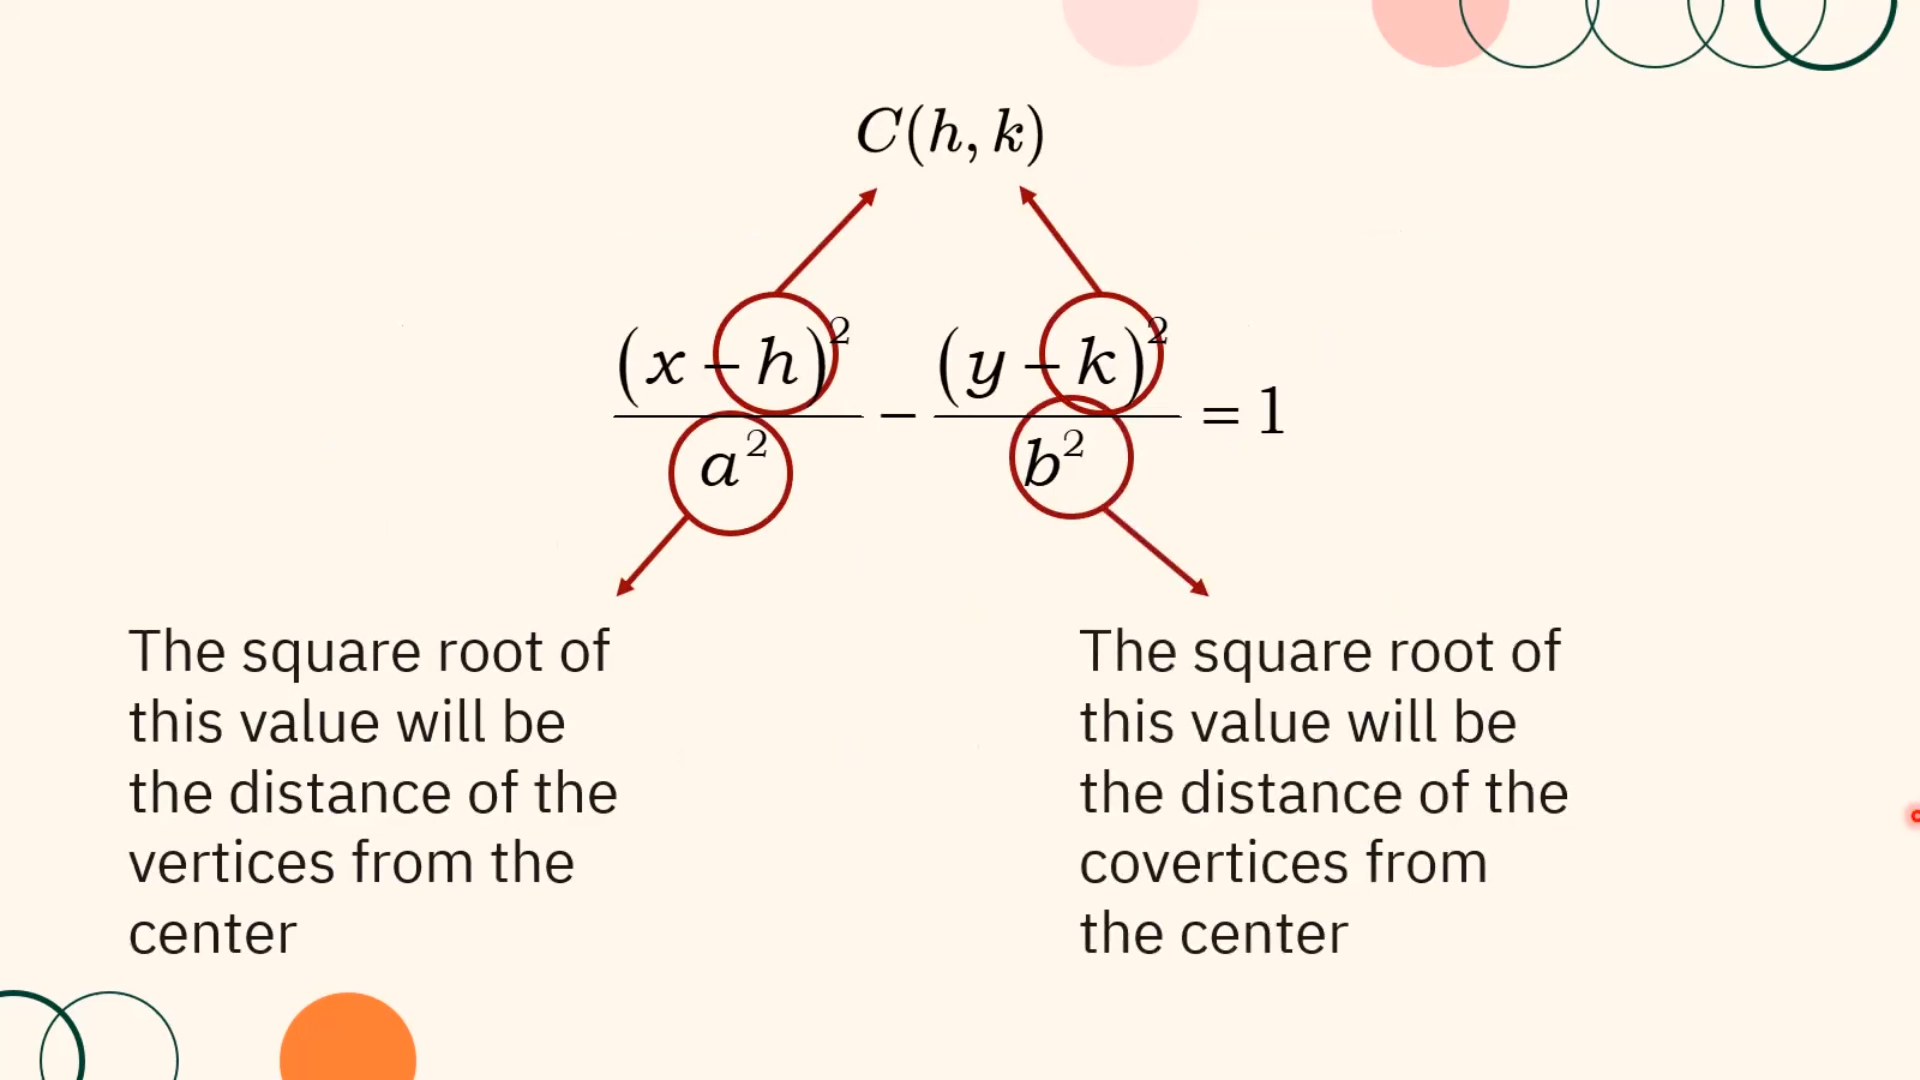 C(h, k)
(x − h)² / a² − (y − k)² / b² = 1
The square root of
this value will be
the distance of the
vertices from the
center
The square root of
this value will be
the distance of the
covertices from
the center